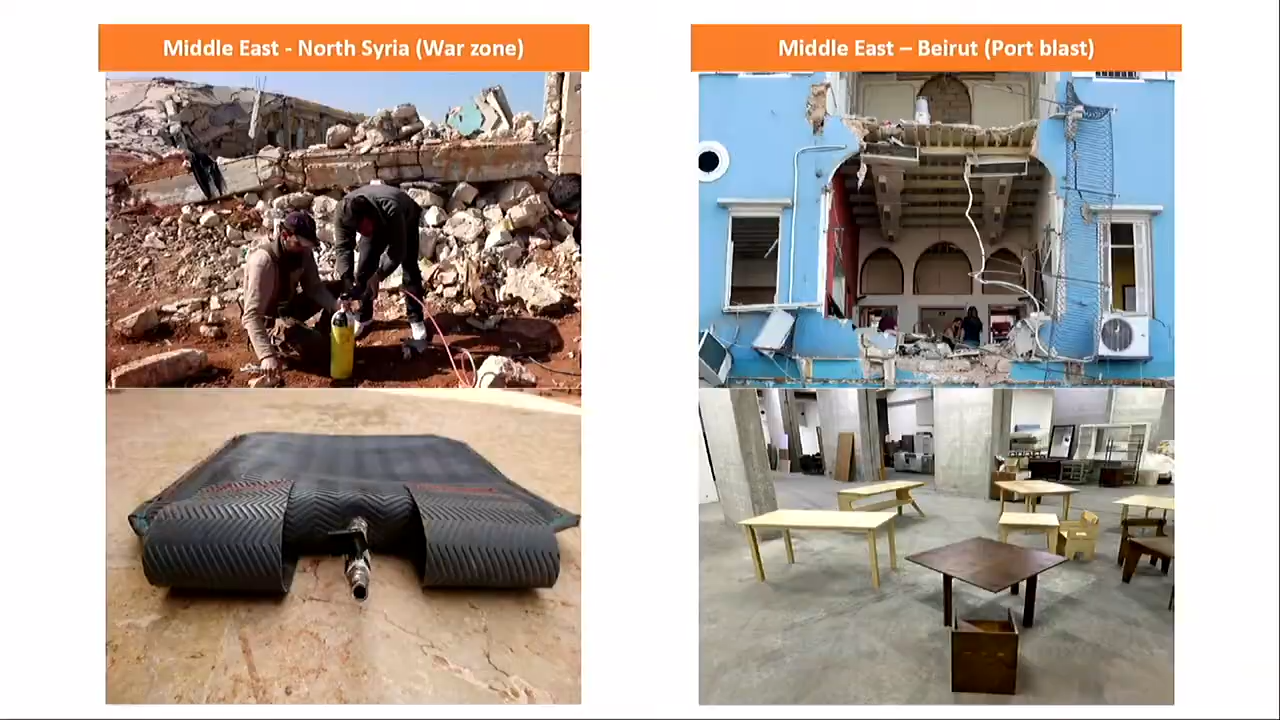 Middle East - North Syria (War zone)
Middle East – Beirut (Port blast)